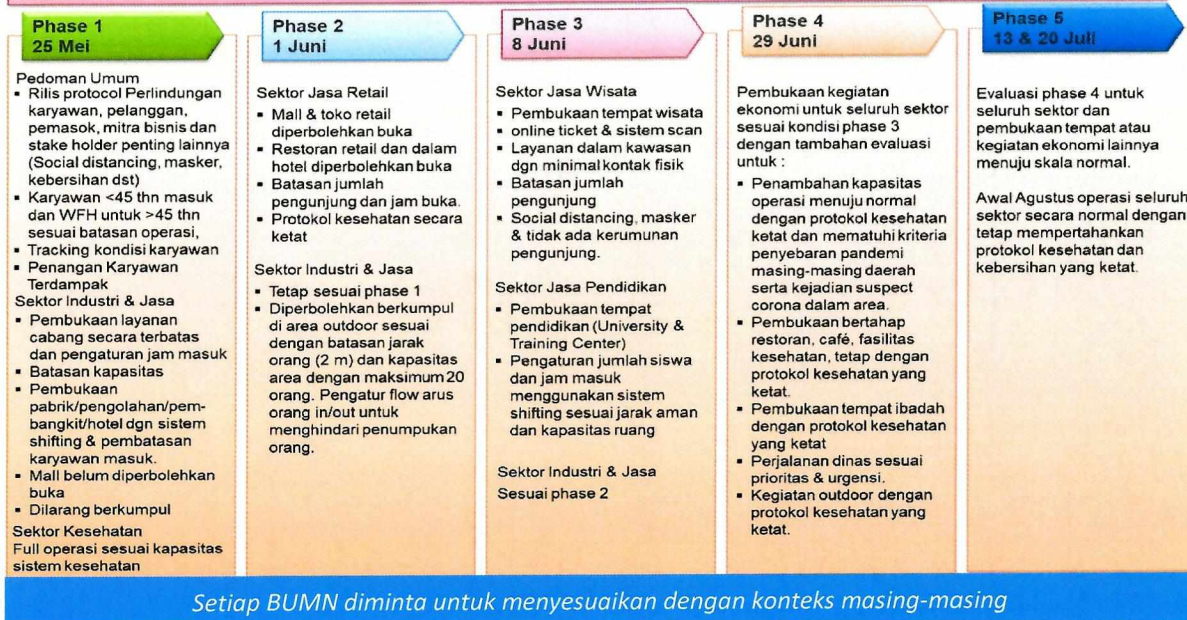 Phase 1
25 Mei
Pedoman Umum
▪ Rilis protocol Perlindungan
karyawan, pelanggan,
pemasok, mitra bisnis dan
stake holder penting lainnya
(Social distancing, masker,
kebersihan dst)
▪ Karyawan <45 thn masuk
dan WFH untuk >45 thn
sesuai batasan operasi,
▪ Tracking kondisi karyawan
▪ Penangan Karyawan
Terdampak
Sektor Industri & Jasa
▪ Pembukaan layanan
cabang secara terbatas
dan pengaturan jam masuk
▪ Batasan kapasitas
▪ Pembukaan
pabrik/pengolahan/pem-
bangkit/hotel dgn sistem
shifting & pembatasan
karyawan masuk.
▪ Mall belum diperbolehkan
buka
▪ Dilarang berkumpul
Sektor Kesehatan
Full operasi sesuai kapasitas
sistem kesehatan
Phase 2
1 Juni
Sektor Jasa Retail
▪ Mall & toko retail
diperbolehkan buka
▪ Restoran retail dan dalam
hotel diperbolehkan buka
▪ Batasan jumlah
pengunjung dan jam buka.
▪ Protokol kesehatan secara
ketat
Sektor Industri & Jasa
▪ Tetap sesuai phase 1
▪ Diperbolehkan berkumpul
di area outdoor sesuai
dengan batasan jarak
orang (2 m) dan kapasitas
area dengan maksimum 20
orang. Pengatur flow arus
orang in/out untuk
menghindari penumpukan
orang.
Phase 3
8 Juni
Sektor Jasa Wisata
▪ Pembukaan tempat wisata
▪ online ticket & sistem scan
▪ Layanan dalam kawasan
dgn minimal kontak fisik
▪ Batasan jumlah
pengunjung
▪ Social distancing, masker
& tidak ada kerumunan
pengunjung.
Sektor Jasa Pendidikan
▪ Pembukaan tempat
pendidikan (University &
Training Center)
▪ Pengaturan jumlah siswa
dan jam masuk
menggunakan sistem
shifting sesuai jarak aman
dan kapasitas ruang
Sektor Industri & Jasa
Sesuai phase 2
Phase 4
29 Juni
Pembukaan kegiatan
ekonomi untuk seluruh sektor
sesuai kondisi phase 3
dengan tambahan evaluasi
untuk :
▪ Penambahan kapasitas
operasi menuju normal
dengan protokol kesehatan
ketat dan mematuhi kriteria
penyebaran pandemi
masing-masing daerah
serta kejadian suspect
corona dalam area.
▪ Pembukaan bertahap
restoran, café, fasilitas
kesehatan, tetap dengan
protokol kesehatan yang
ketat.
▪ Pembukaan tempat ibadah
dengan protokol kesehatan
yang ketat
▪ Perjalanan dinas sesuai
prioritas & urgensi.
▪ Kegiatan outdoor dengan
protokol kesehatan yang
ketat.
Phase 5
13 & 20 Juli
Evaluasi phase 4 untuk
seluruh sektor dan
pembukaan tempat atau
kegiatan ekonomi lainnya
menuju skala normal.
Awal Agustus operasi seluruh
sektor secara normal dengan
tetap mempertahankan
protokol kesehatan dan
kebersihan yang ketat.
Setiap BUMN diminta untuk menyesuaikan dengan konteks masing-masing